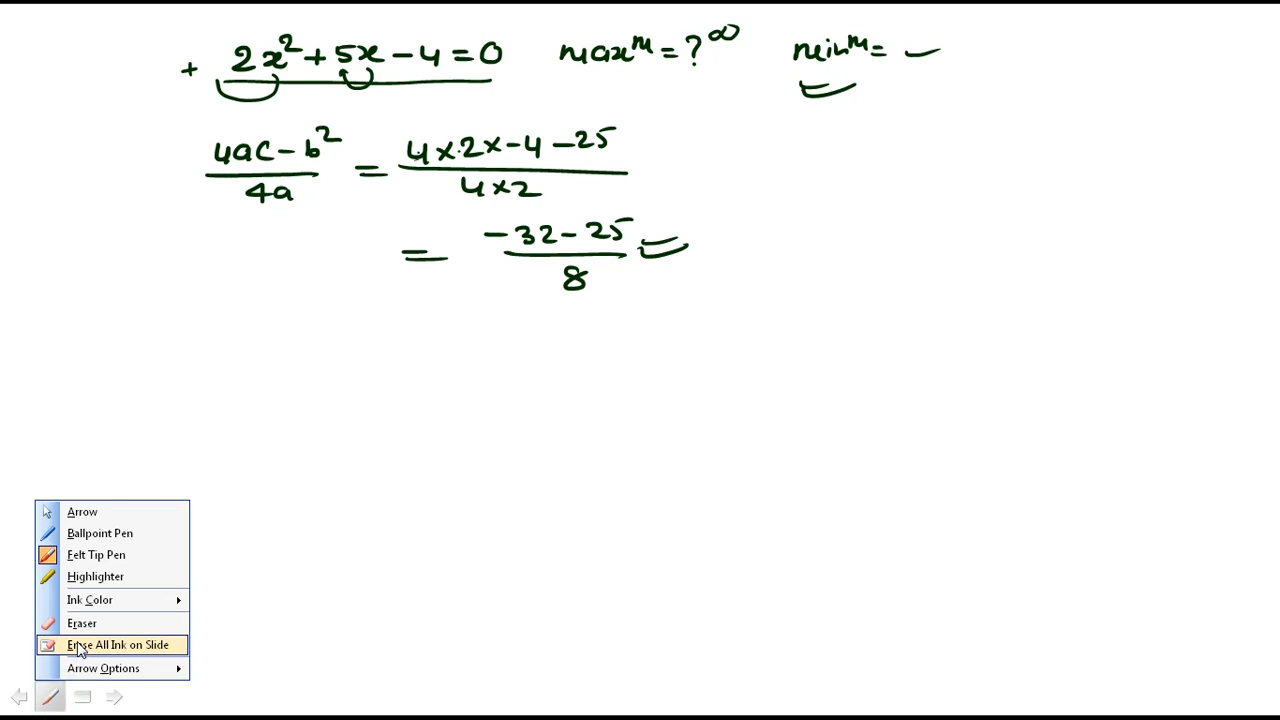 + 2x² + 5x - 4 = 0 maxᵐ = ? ∞ minᵐ = -
4ac - b² / 4a = 4×2×-4-25 / 4×2
= -32-25 / 8
Arrow
Ballpoint Pen
Felt Tip Pen
Highlighter
Ink Color
Eraser
Erase All Ink on Slide
Arrow Options